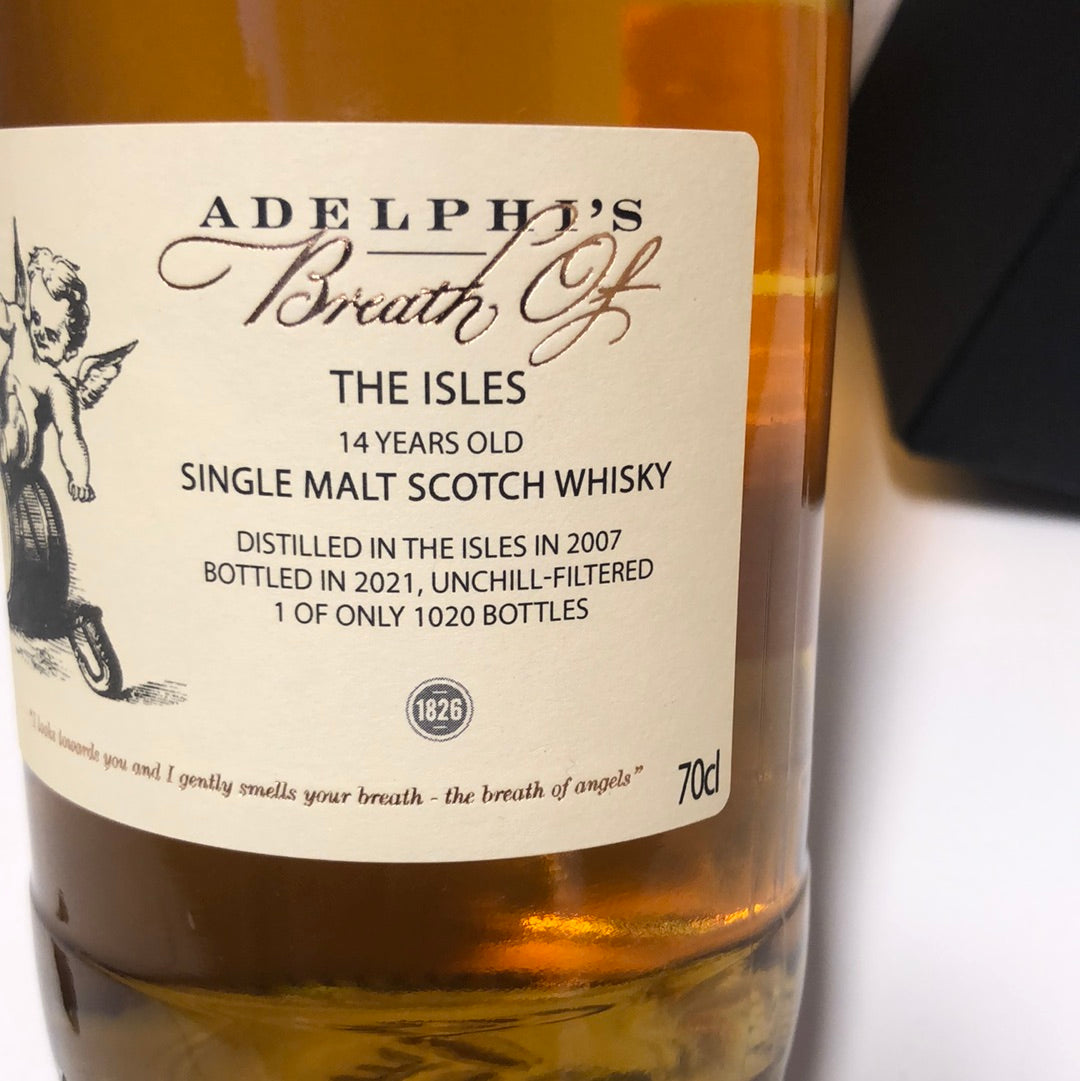 ADELPHI'S
Breath Of
THE ISLES
14 YEARS OLD
SINGLE MALT SCOTCH WHISKY
DISTILLED IN THE ISLES IN 2007
BOTTLED IN 2021, UNCHILL-FILTERED
1 OF ONLY 1020 BOTTLES
1826
"I looks towards you and I gently smells your breath - the breath of angels"
70cl